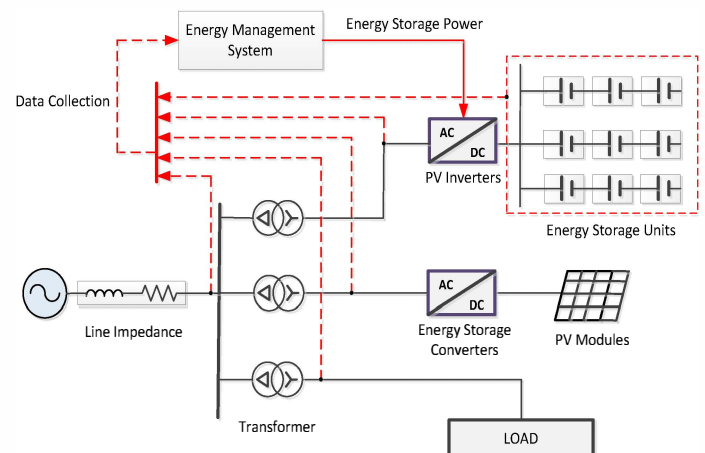 Energy Management
System
Energy Storage Power
Data Collection
AC
DC
PV Inverters
Energy Storage Units
AC
DC
Line Impedance
Energy Storage
Converters
PV Modules
Transformer
LOAD